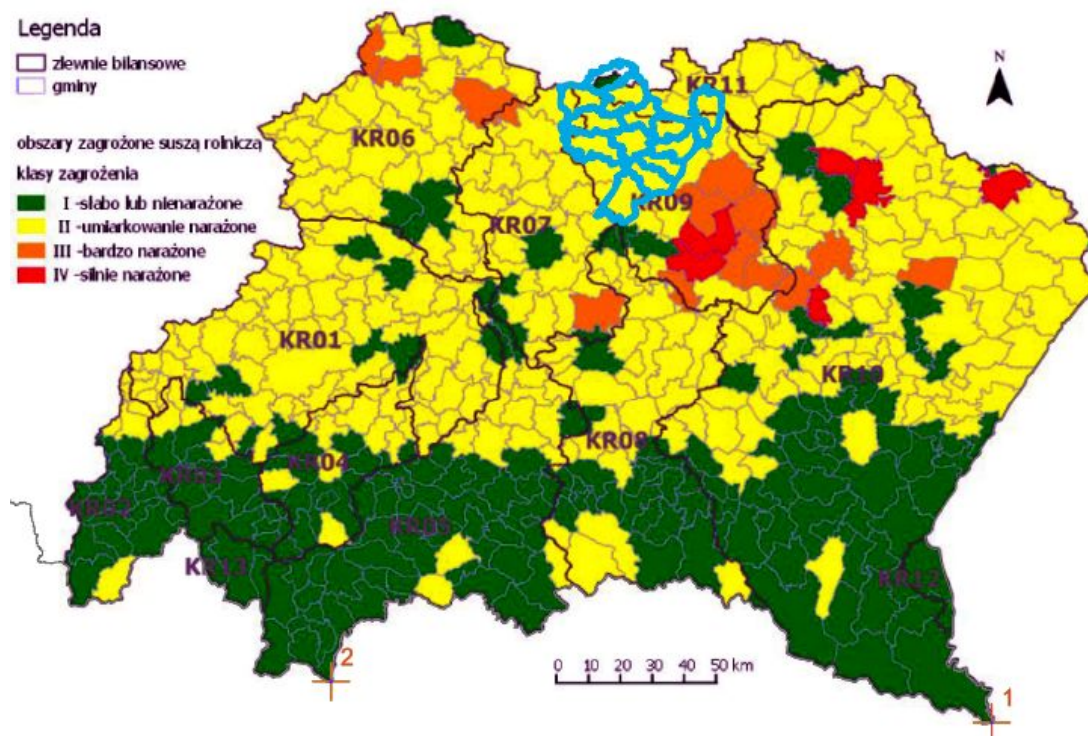 Legenda
zlewnie bilansowe
gminy
obszary zagrożone suszą rolniczą
klasy zagrożenia
I -słabo lub nienarażone
II -umiarkowanie narażone
III -bardzo narażone
IV -silnie narażone
N
KR11
KR06
KR09
KR07
KR01
KR10
KR08
KR04
KR03
KR02
KR05
KR13
KR12
0 10 20 30 40 50 km
2
1